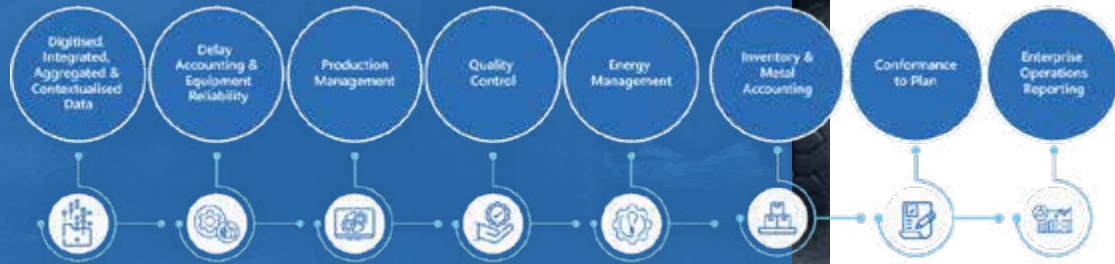 Digitised,
Integrated,
Aggregated &
Contextualised
Data
Delay
Accounting &
Equipment
Reliability
Production
Management
Quality
Control
Energy
Management
Inventory &
Metal
Accounting
Conformance
to Plan
Enterprise
Operations
Reporting